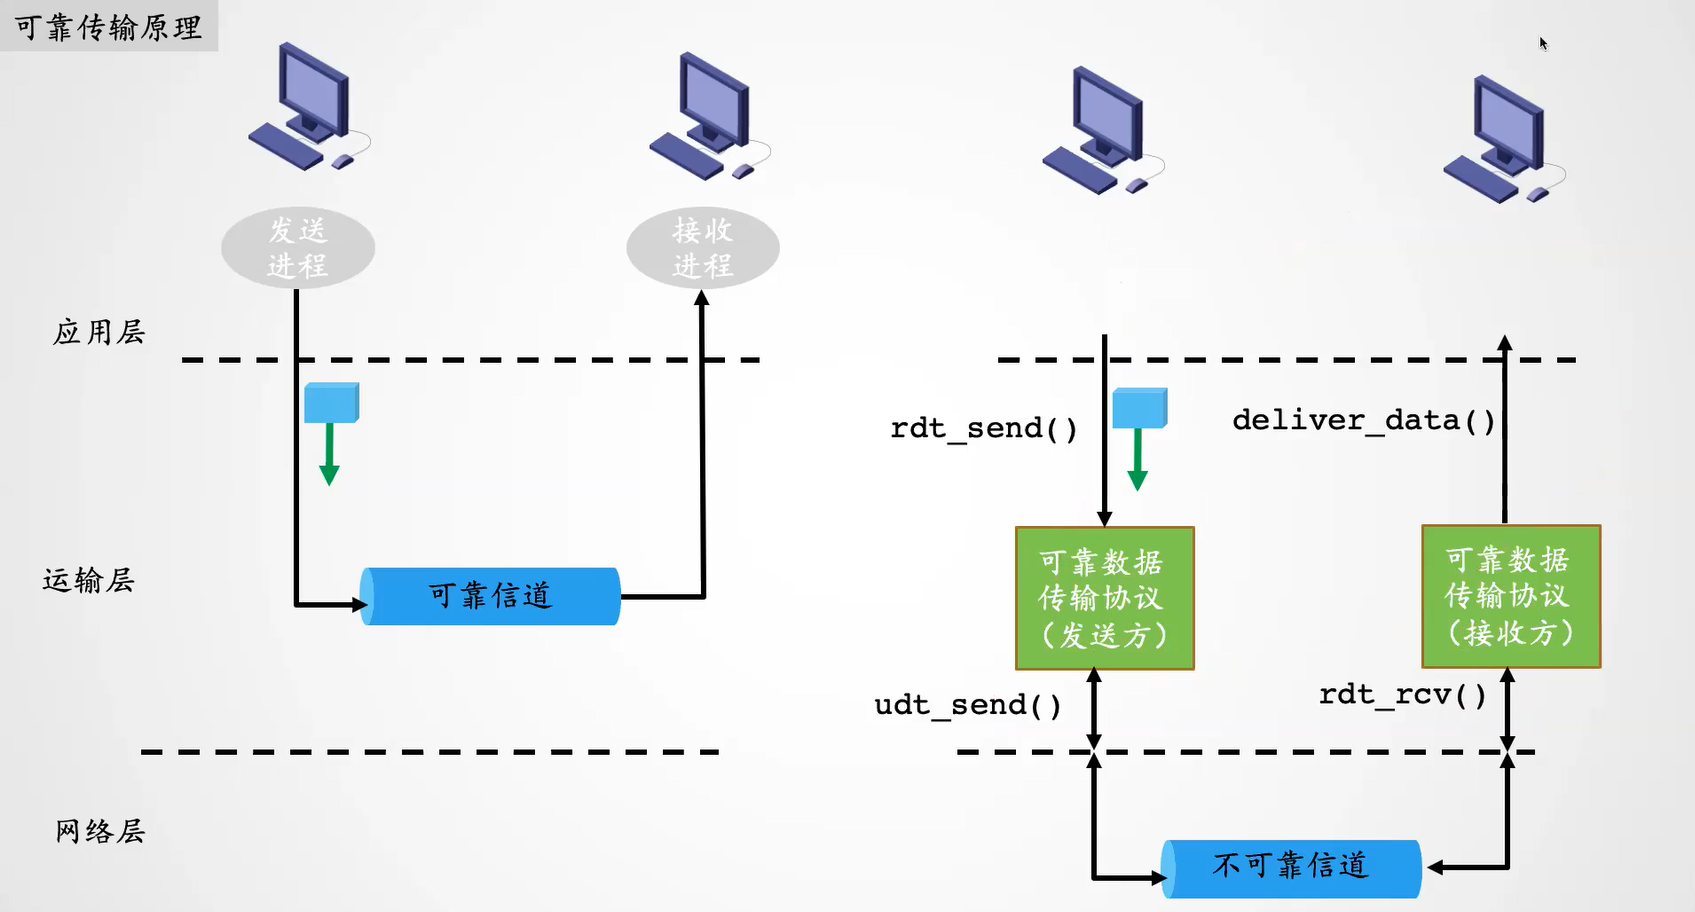 可靠传输原理
发送
进程
接收
进程
应用层
rdt_send()
deliver_data()
运输层
可靠信道
可靠数据
传输协议
（发送方）
可靠数据
传输协议
（接收方）
udt_send()
rdt_rcv()
网络层
不可靠信道